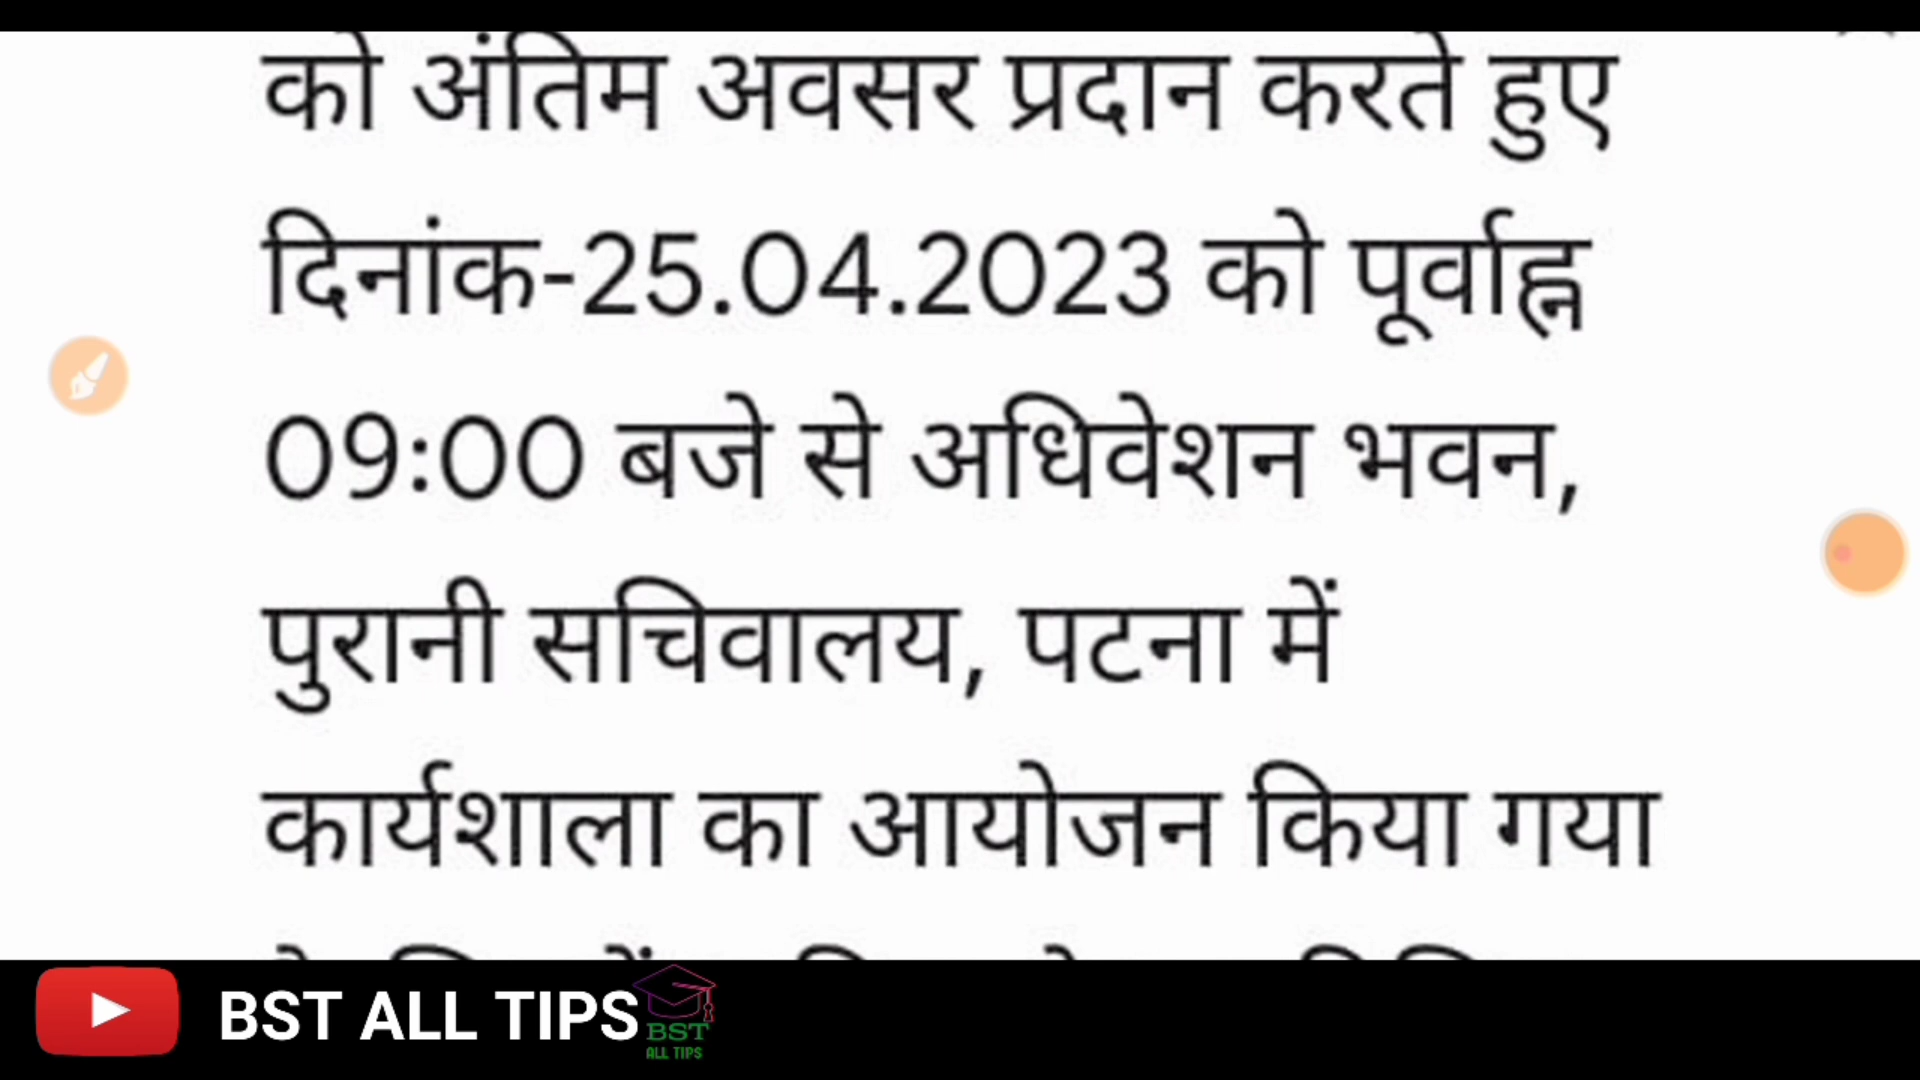 को अंतिम अवसर प्रदान करते हुए
दिनांक-25.04.2023 को पूर्वाह्न
09:00 बजे से अधिवेशन भवन,
पुरानी सचिवालय, पटना में
कार्यशाला का आयोजन किया गया
BST ALL TIPS
BST
ALL TIPS